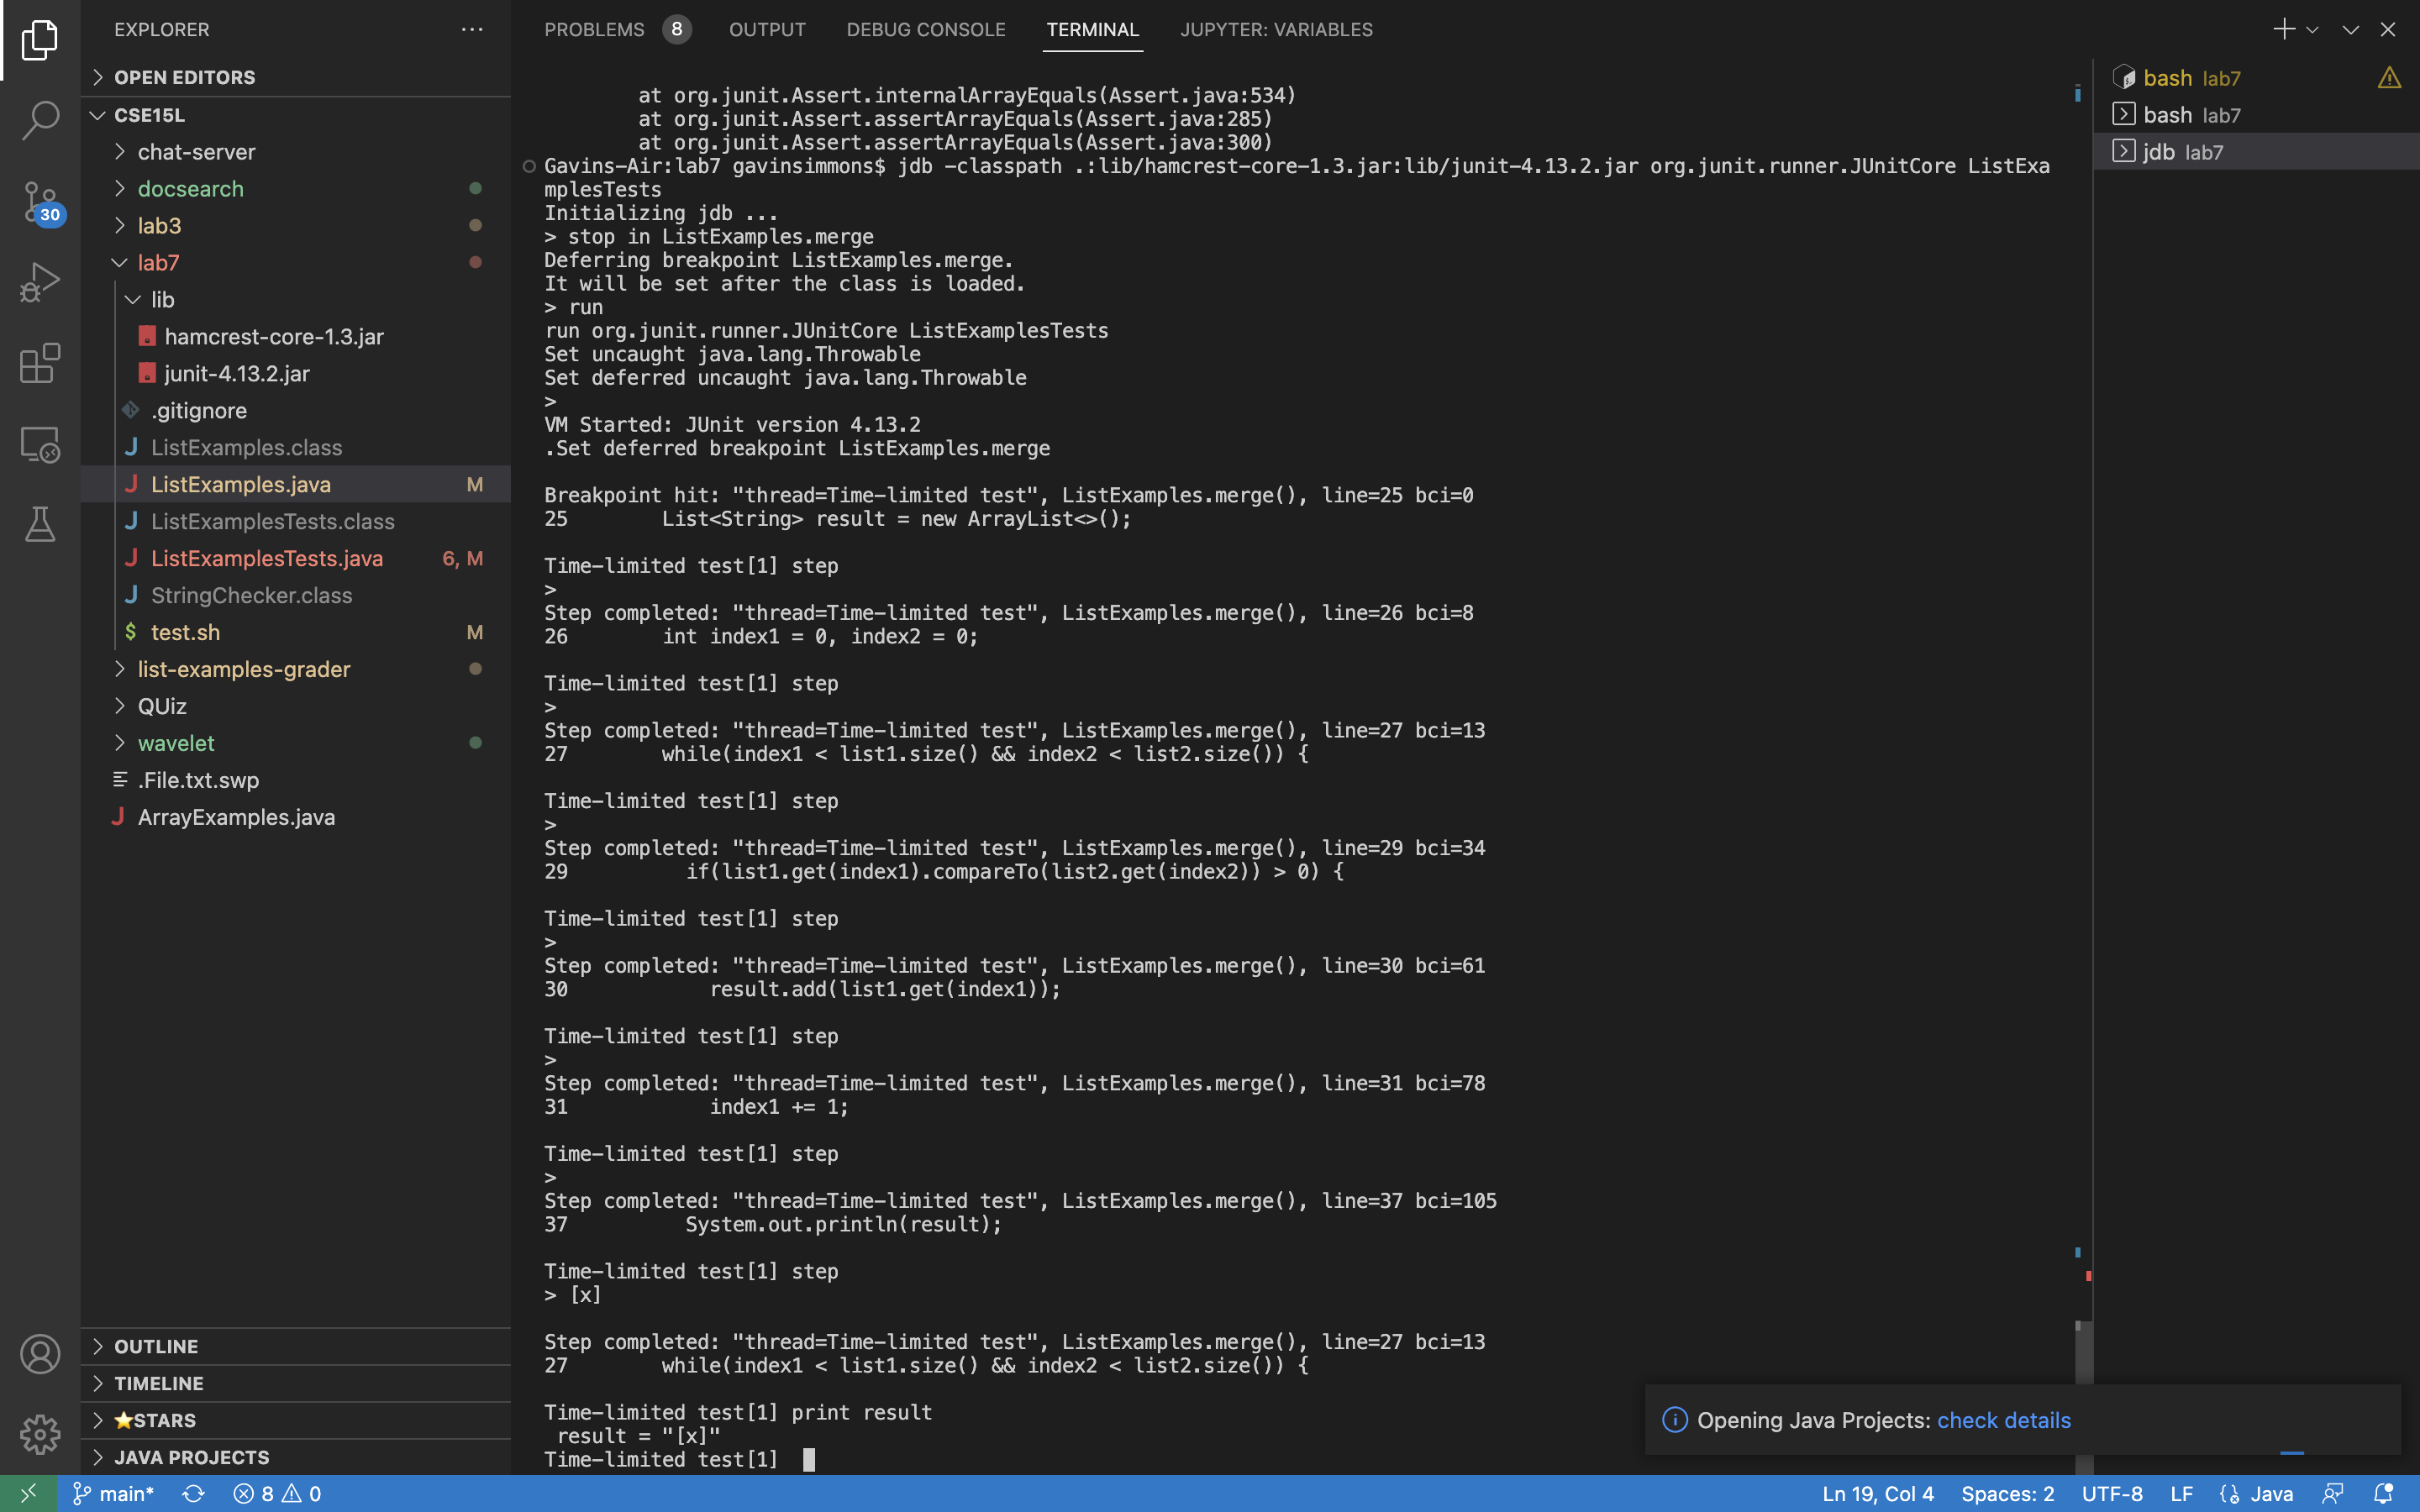 EXPLORER
OPEN EDITORS
CSE15L
chat-server
docsearch
lab3
lab7
lib
hamcrest-core-1.3.jar
junit-4.13.2.jar
.gitignore
ListExamples.class
ListExamples.java M
ListExamplesTests.class
ListExamplesTests.java 6, M
StringChecker.class
test.sh M
list-examples-grader
QUiz
wavelet
.File.txt.swp
ArrayExamples.java
OUTLINE
TIMELINE
⭐STARS
JAVA PROJECTS
30
PROBLEMS 8 OUTPUT DEBUG CONSOLE TERMINAL JUPYTER: VARIABLES
at org.junit.Assert.internalArrayEquals(Assert.java:534)
at org.junit.Assert.assertArrayEquals(Assert.java:285)
at org.junit.Assert.assertArrayEquals(Assert.java:300)
Gavins-Air:lab7 gavinsimmons$ jdb -classpath .:lib/hamcrest-core-1.3.jar:lib/junit-4.13.2.jar org.junit.runner.JUnitCore ListExa
mplesTests
Initializing jdb ...
> stop in ListExamples.merge
Deferring breakpoint ListExamples.merge.
It will be set after the class is loaded.
> run
run org.junit.runner.JUnitCore ListExamplesTests
Set uncaught java.lang.Throwable
Set deferred uncaught java.lang.Throwable
>
VM Started: JUnit version 4.13.2
.Set deferred breakpoint ListExamples.merge
Breakpoint hit: "thread=Time-limited test", ListExamples.merge(), line=25 bci=0
25        List<String> result = new ArrayList<>();
Time-limited test[1] step
>
Step completed: "thread=Time-limited test", ListExamples.merge(), line=26 bci=8
26        int index1 = 0, index2 = 0;
Time-limited test[1] step
>
Step completed: "thread=Time-limited test", ListExamples.merge(), line=27 bci=13
27        while(index1 < list1.size() && index2 < list2.size()) {
Time-limited test[1] step
>
Step completed: "thread=Time-limited test", ListExamples.merge(), line=29 bci=34
29          if(list1.get(index1).compareTo(list2.get(index2)) > 0) {
Time-limited test[1] step
>
Step completed: "thread=Time-limited test", ListExamples.merge(), line=30 bci=61
30            result.add(list1.get(index1));
Time-limited test[1] step
>
Step completed: "thread=Time-limited test", ListExamples.merge(), line=31 bci=78
31            index1 += 1;
Time-limited test[1] step
>
Step completed: "thread=Time-limited test", ListExamples.merge(), line=37 bci=105
37          System.out.println(result);
Time-limited test[1] step
> [x]
Step completed: "thread=Time-limited test", ListExamples.merge(), line=27 bci=13
27        while(index1 < list1.size() && index2 < list2.size()) {
Time-limited test[1] print result
result = "[x]"
Time-limited test[1]
bash lab7
bash lab7
jdb lab7
Opening Java Projects: check details
main* 8 0 Ln 19, Col 4 Spaces: 2 UTF-8 LF Java